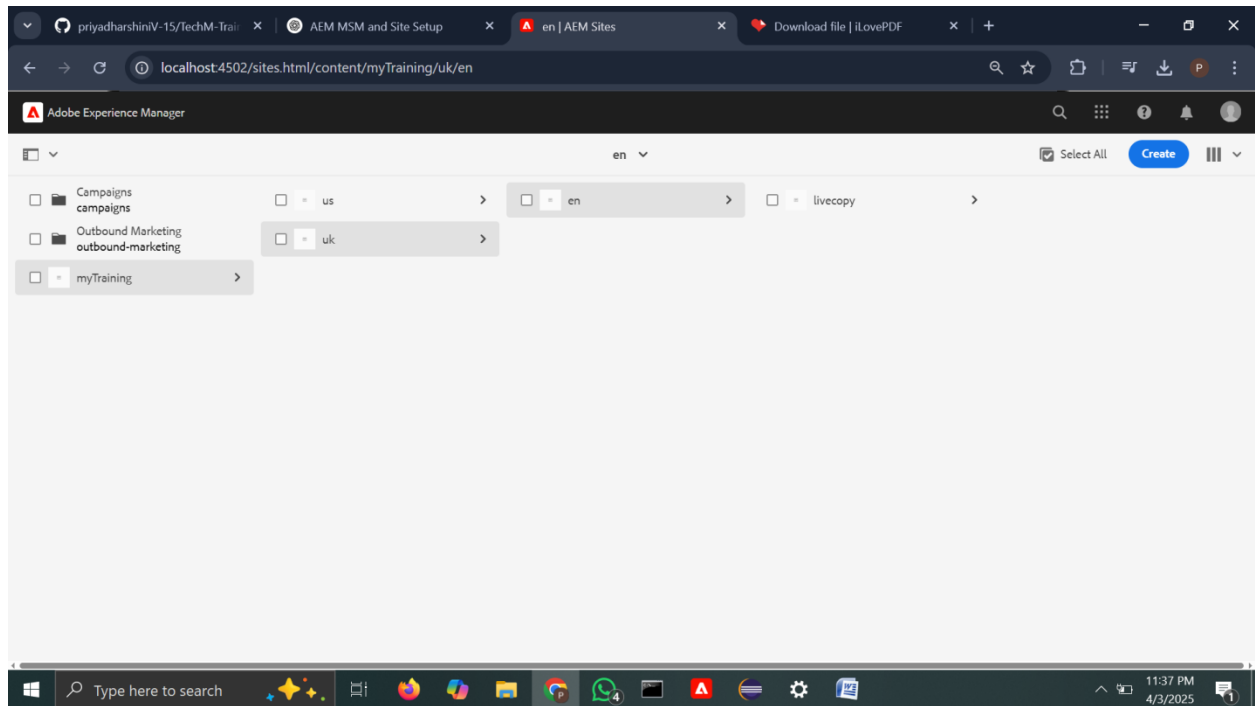 priyadharshiniV-15/TechM-Trai
AEM MSM and Site Setup
en | AEM Sites
Download file | iLovePDF
localhost:4502/sites.html/content/myTraining/uk/en
P
Adobe Experience Manager
en
Select All
Create
Campaigns
campaigns
us
en
livecopy
Outbound Marketing
outbound-marketing
uk
myTraining
Type here to search
4
11:37 PM
4/3/2025
1